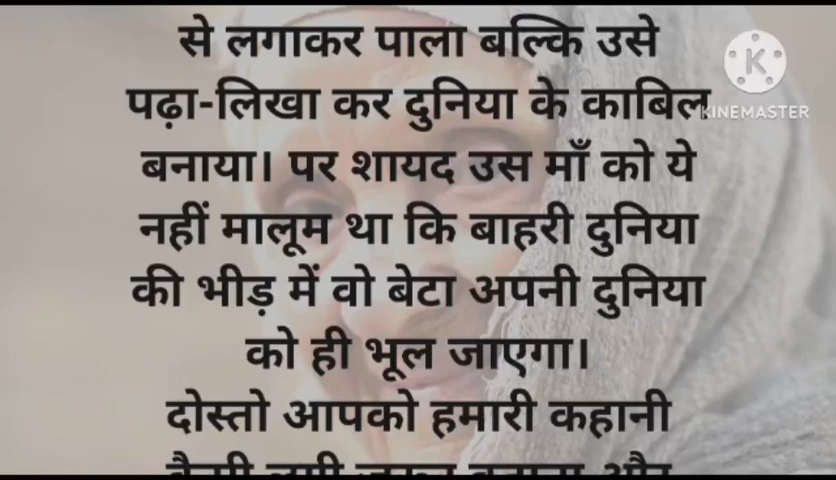 से लगाकर पाला बल्कि उसे
पढ़ा-लिखा कर दुनिया के काबिल
बनाया। पर शायद उस माँ को ये
नहीं मालूम था कि बाहरी दुनिया
की भीड़ में वो बेटा अपनी दुनिया
को ही भूल जाएगा।
दोस्तो आपको हमारी कहानी
K
KINEMASTER